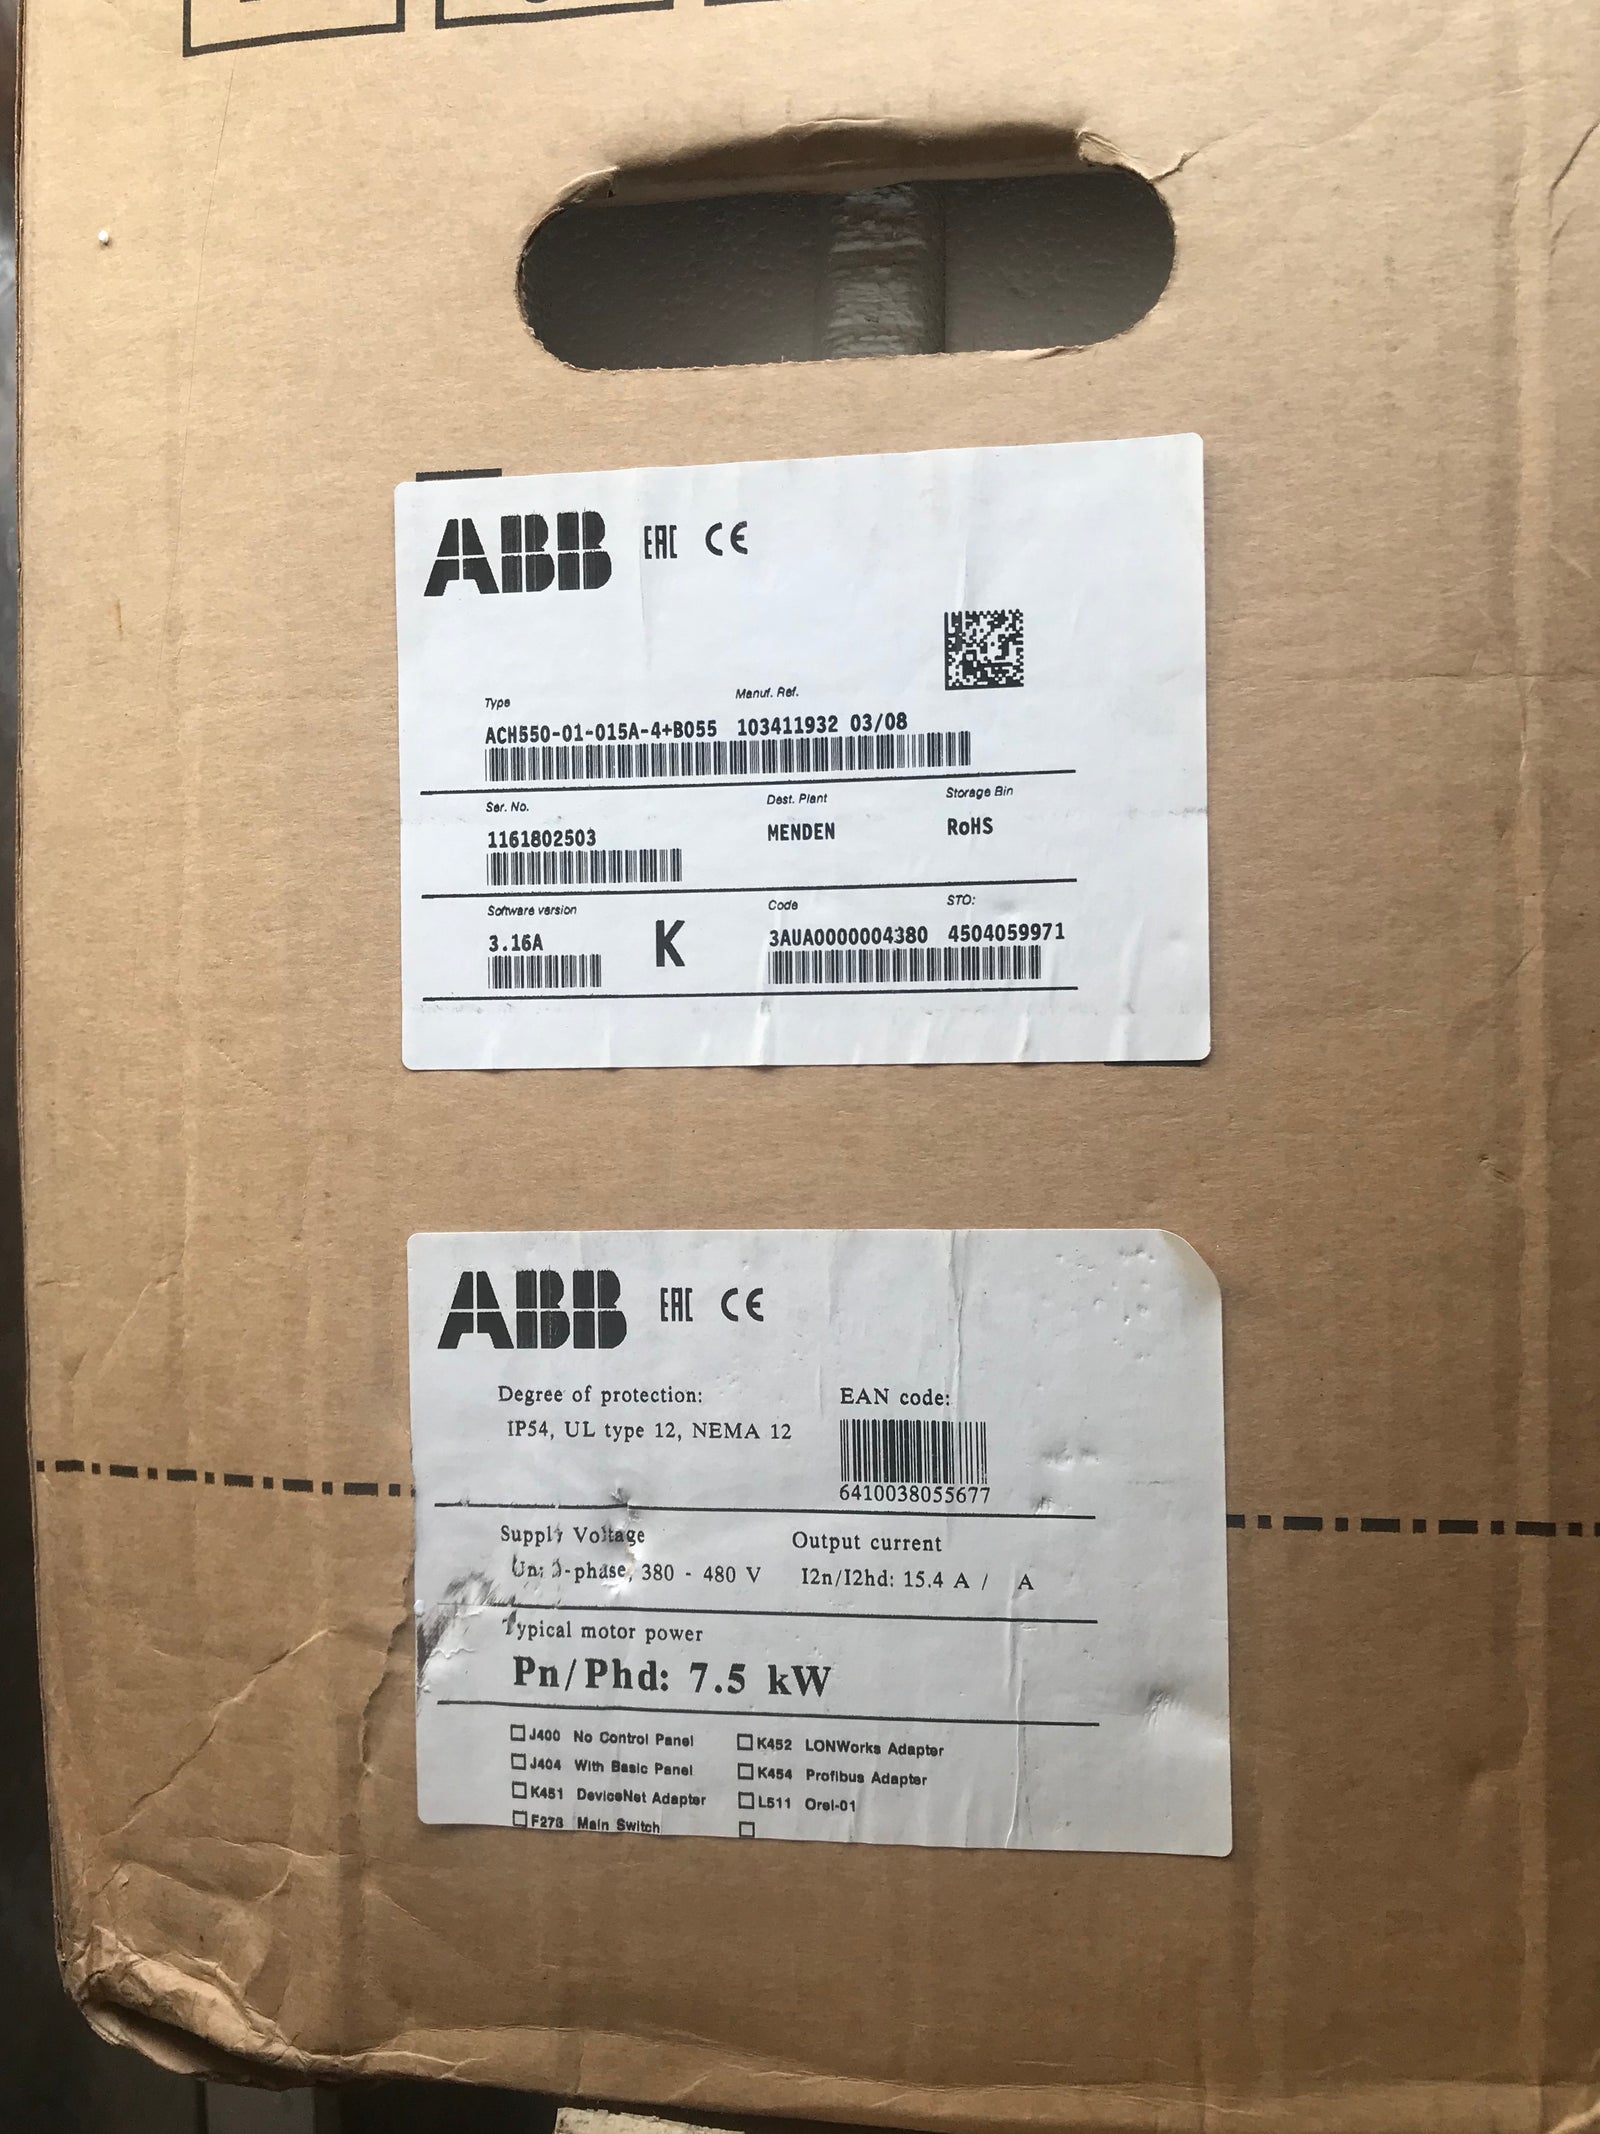 ABB EAC CE
Type Manuf. Ref.
ACH550-01-015A-4+B055 103411932 03/08
Ser. No. Dest. Plant Storage Bin
1161802503 MENDEN RoHS
Software version Code STO:
3.16A K 3AUA0000004380 4504059971
ABB EAC CE
Degree of protection: EAN code:
IP54, UL type 12, NEMA 12
6410038055677
Supply Voltage Output current
Un: 3-phase, 380 - 480 V I2n/I2hd: 15.4 A / A
Typical motor power
Pn/Phd: 7.5 kW
J400 No Control Panel K452 LONWorks Adapter
J404 With Basic Panel K454 Profibus Adapter
K451 DeviceNet Adapter L511 Orel-01
F278 Main Switch